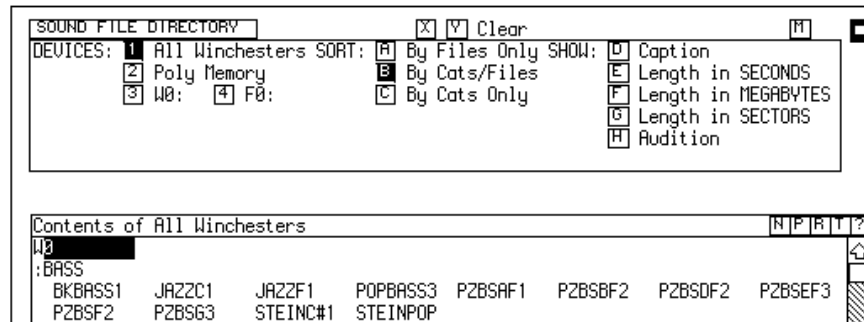 SOUND FILE DIRECTORY X Y Clear M
DEVICES: 1 All Winchesters SORT: A By Files Only SHOW: D Caption
2 Poly Memory B By Cats/Files E Length in SECONDS
3 W0: 4 F0: C By Cats Only F Length in MEGABYTES
G Length in SECTORS
H Audition
Contents of All Winchesters N P R T ?
W0
:BASS
BKBASS1 JAZZC1 JAZZF1 POPBASS3 PZBSAF1 PZBSBF2 PZBSDF2 PZBSEF3
PZBSF2 PZBSG3 STEINC#1 STEINPOP